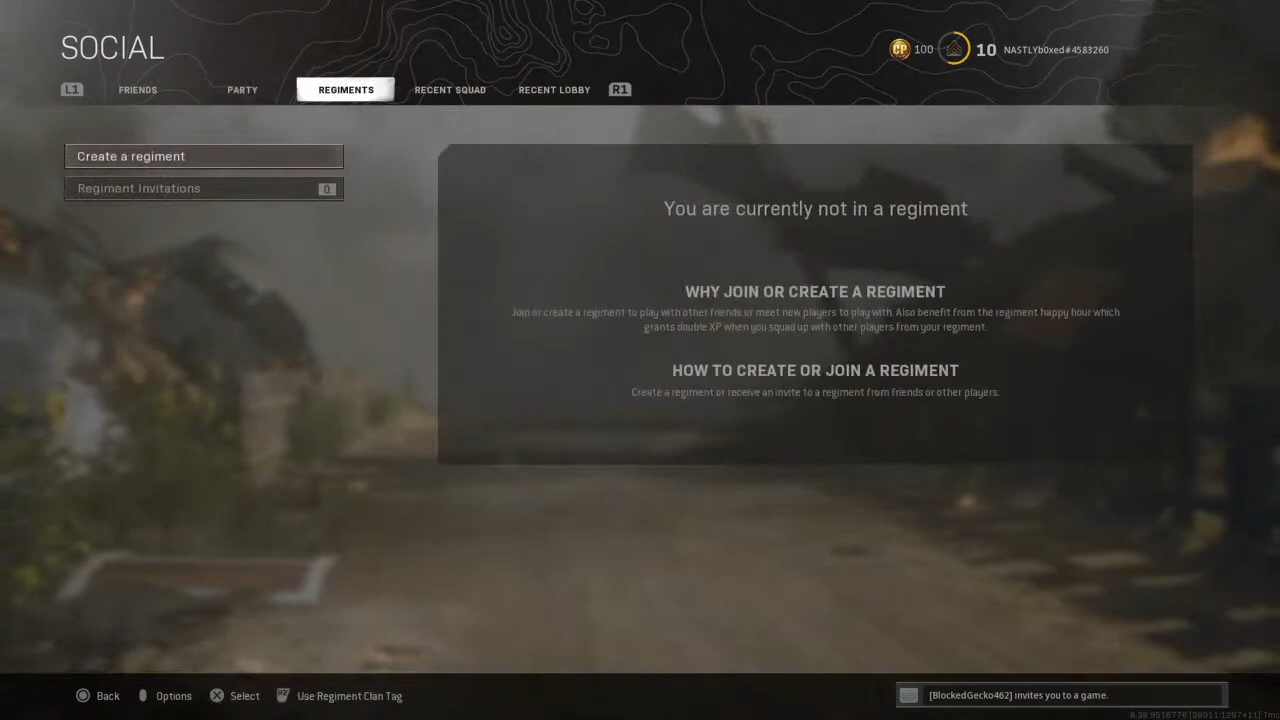 SOCIAL
CP 100 10 NASTLYb0xed#4583260
L1 FRIENDS PARTY REGIMENTS RECENT SQUAD RECENT LOBBY R1
Create a regiment
Regiment Invitations 0
You are currently not in a regiment
WHY JOIN OR CREATE A REGIMENT
Join or create a regiment to play with other friends or meet new players to play with. Also benefit from the regiment happy hour which
grants double XP when you squad up with other players from your regiment.
HOW TO CREATE OR JOIN A REGIMENT
Create a regiment or receive an invite to a regiment from friends or other players.
Back Options Select R2 Use Regiment Clan Tag
[BlockedGecko462] invites you to a game.